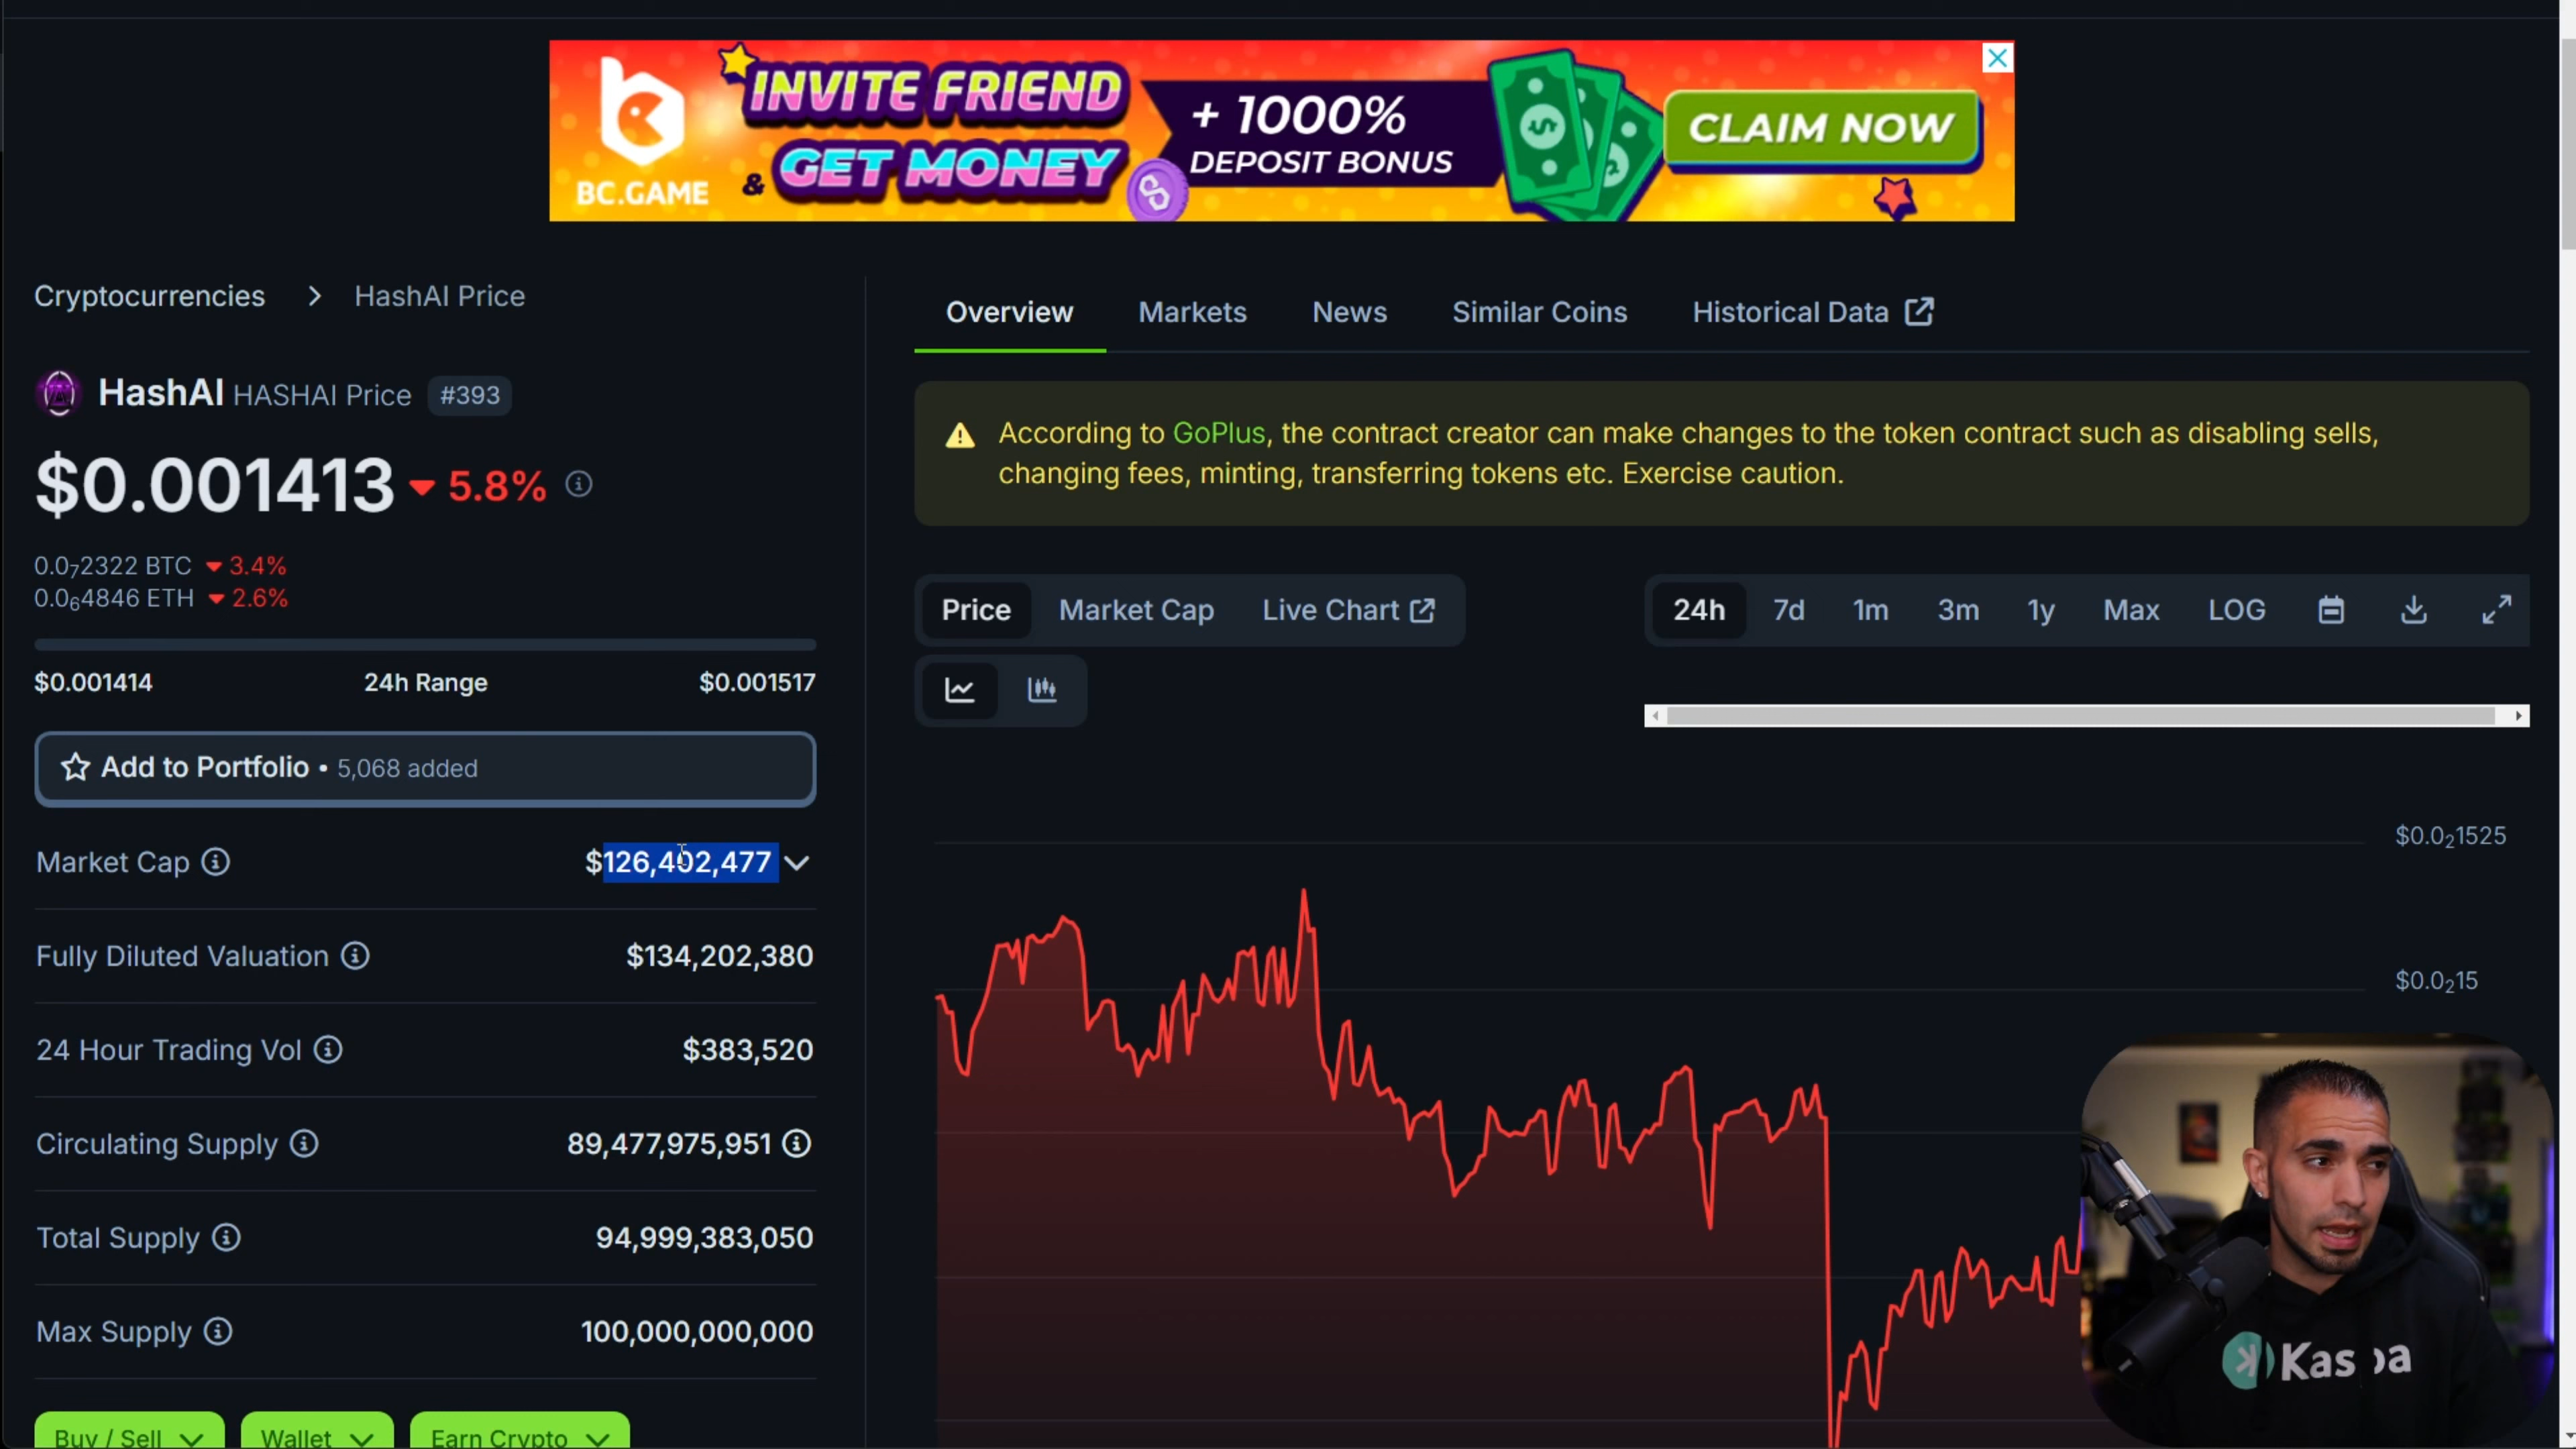 BC.GAME
INVITE FRIEND
& GET MONEY
+ 1000%
DEPOSIT BONUS
CLAIM NOW
Cryptocurrencies > HashAI Price
HashAI HASHAI Price #393
$0.001413 5.8%
0.0₇2322 BTC 3.4%
0.0₆4846 ETH 2.6%
$0.001414 24h Range $0.001517
Add to Portfolio • 5,068 added
Market Cap $126,402,477
Fully Diluted Valuation $134,202,380
24 Hour Trading Vol $383,520
Circulating Supply 89,477,975,951
Total Supply 94,999,383,050
Max Supply 100,000,000,000
Buy / Sell Wallet Earn Crypto
Overview Markets News Similar Coins Historical Data
According to GoPlus, the contract creator can make changes to the token contract such as disabling sells,
changing fees, minting, transferring tokens etc. Exercise caution.
Price Market Cap Live Chart
24h 7d 1m 3m 1y Max LOG
$0.0₂1525
$0.0₂15
Kaspa